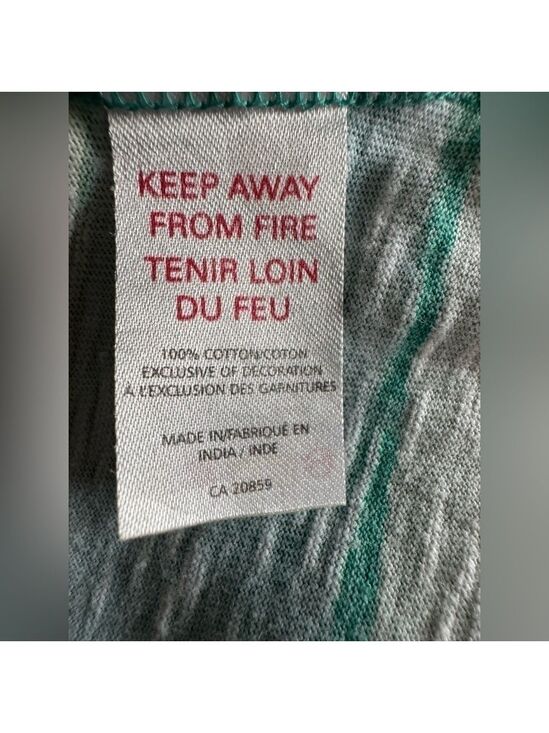 KEEP AWAY
FROM FIRE
TENIR LOIN
DU FEU
100% COTTON/COTON
EXCLUSIVE OF DECORATION
À L'EXCLUSION DES GARNITURES
MADE IN/FABRIQUÉ EN
INDIA / INDE
CA 20859